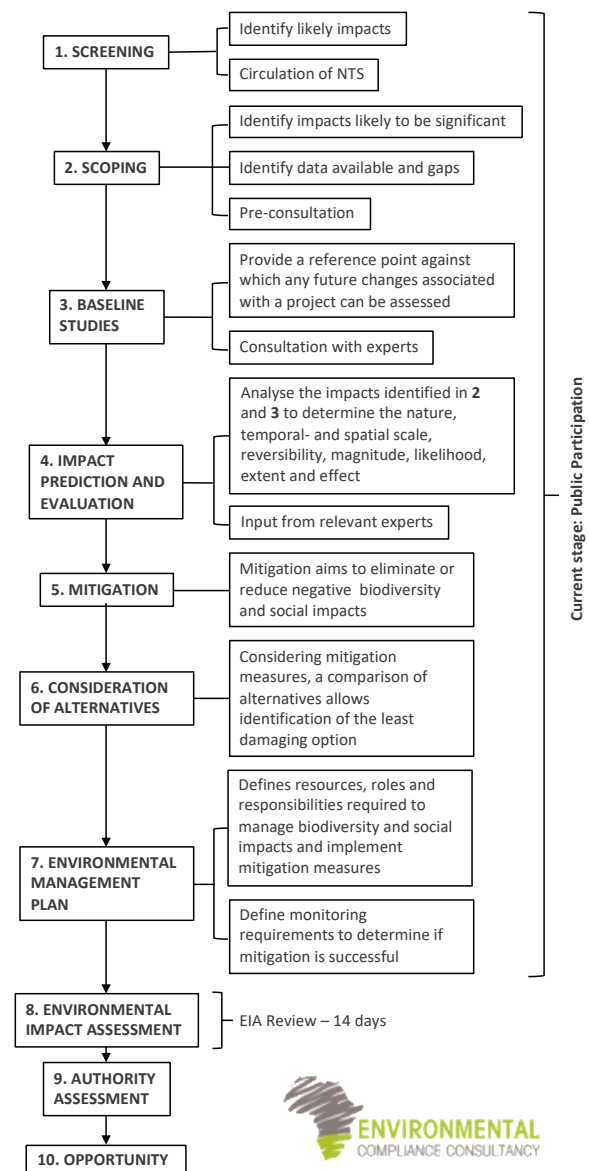 1. SCREENING
Identify likely impacts
Circulation of NTS
2. SCOPING
Identify impacts likely to be significant
Identify data available and gaps
Pre-consultation
3. BASELINE
STUDIES
Provide a reference point against
which any future changes associated
with a project can be assessed
Consultation with experts
4. IMPACT
PREDICTION AND
EVALUATION
Analyse the impacts identified in 2
and 3 to determine the nature,
temporal- and spatial scale,
reversibility, magnitude, likelihood,
extent and effect
Input from relevant experts
5. MITIGATION
Mitigation aims to eliminate or
reduce negative biodiversity
and social impacts
6. CONSIDERATION
OF ALTERNATIVES
Considering mitigation
measures, a comparison of
alternatives allows
identification of the least
damaging option
7. ENVIRONMENTAL
MANAGEMENT
PLAN
Defines resources, roles and
responsibilities required to
manage biodiversity and social
impacts and implement
mitigation measures
Define monitoring
requirements to determine if
mitigation is successful
Current stage: Public Participation
8. ENVIRONMENTAL
IMPACT ASSESSMENT
EIA Review – 14 days
9. AUTHORITY
ASSESSMENT
10. OPPORTUNITY
ENVIRONMENTAL
COMPLIANCE CONSULTANCY